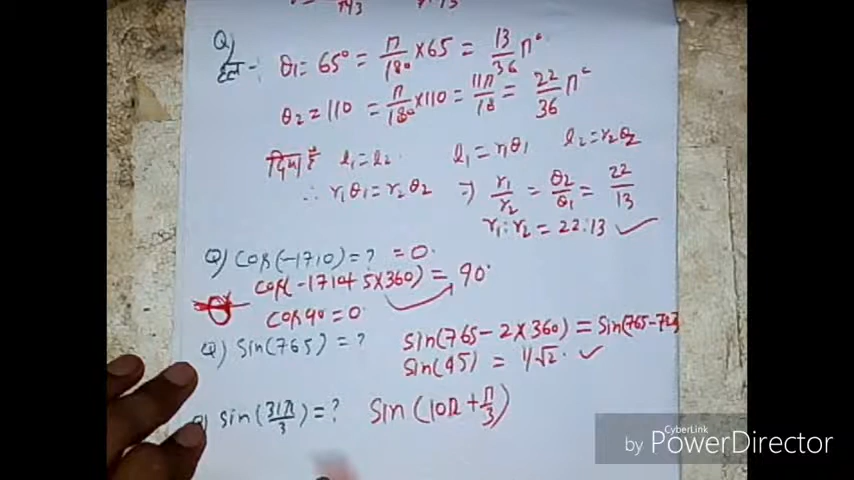 Q)
हल - θ1 = 65° = π/180 × 65 = 13/36 π^c
θ2 = 110 = π/180 × 110 = 11π/18 = 22/36 π^c
दिया है l1 = l2 l1 = r1θ1 l2 = r2θ2
∴ r1θ1 = r2θ2 ⇒ r1/r2 = θ2/θ1 = 22/13
r1 : r2 = 22 : 13 ✓
Q) cos(-1710) = ? = 0.
cos(-1710 + 5×360) = 90°
cos 90 = 0
Q) sin(765) = ? sin(765 - 2×360) = sin(765-720
sin(45) = 1/√2. ✓
Q) sin(31π/3) = ? sin(10π + π/3)
CyberLink
by PowerDirector